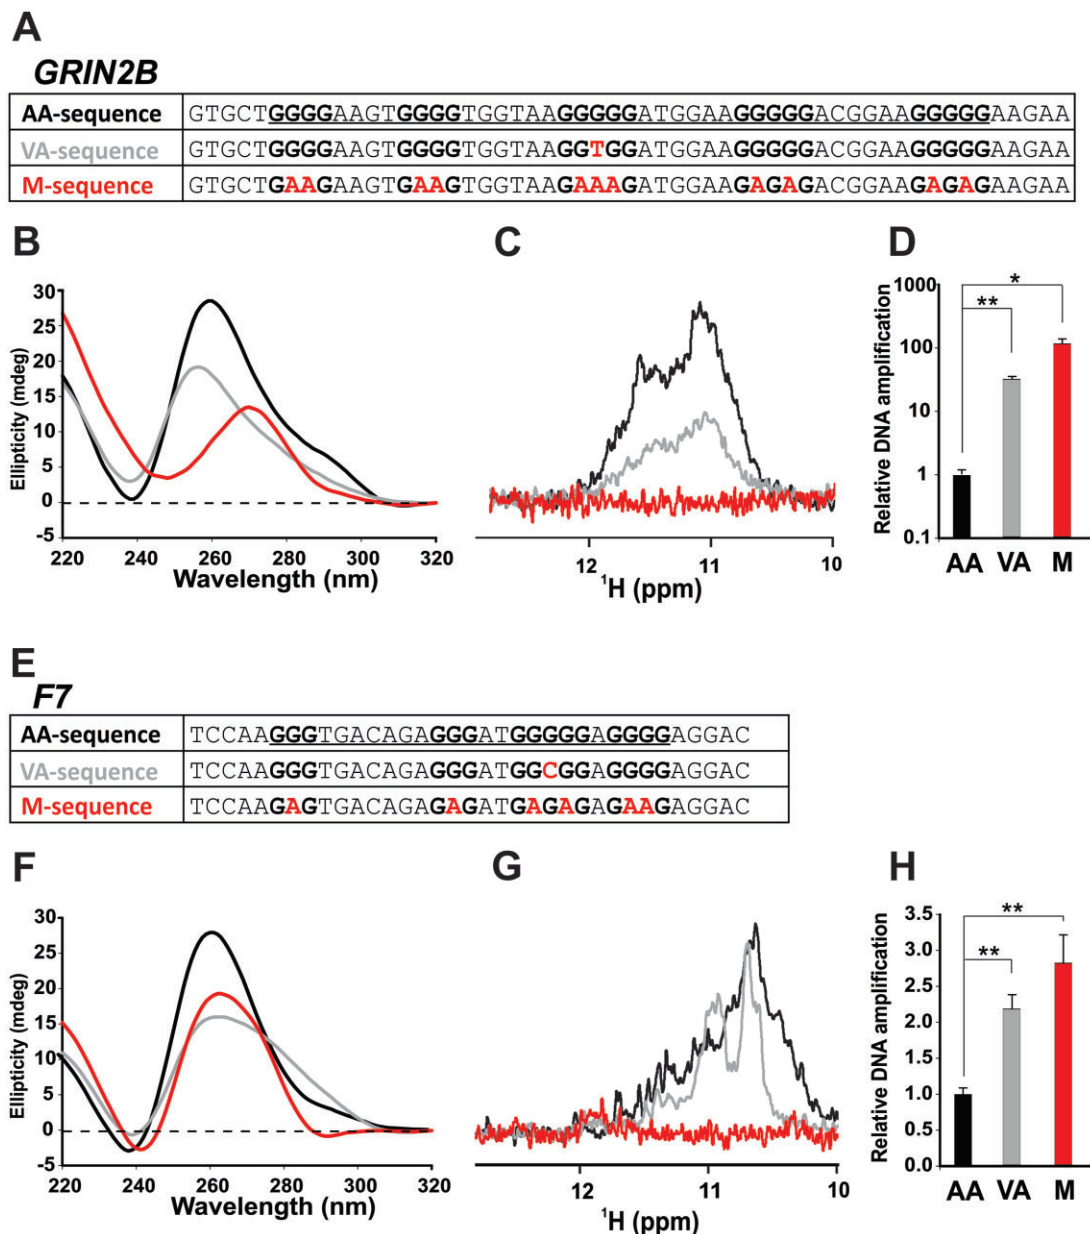 A
GRIN2B
AA-sequence GTGCTGGGGAAGTGGGGTGGTAAGGGGGATGGAAGGGGGACGGAAGGGGGAAGAA
VA-sequence GTGCTGGGGAAGTGGGGTGGTAAGGTGGATGGAAGGGGGACGGAAGGGGGAAGAA
M-sequence GTGCTGAAGAAGTGAAGTGGTAAGAAAGATGGAAGAGAGACGGAAGAGAGAAGAA
B
Ellipticity (mdeg)
30
25
20
15
10
5
0
-5
220 240 260 280 300 320
Wavelength (nm)
C
12 11 10
¹H (ppm)
D
Relative DNA amplification
1000
100
10
1
0.1
*
**
AA VA M
E
F7
AA-sequence TCCAAGGGTGACAGAGGGATGGGGGAGGGGAGGAC
VA-sequence TCCAAGGGTGACAGAGGGATGGCGGAGGGGAGGAC
M-sequence TCCAAGAGTGACAGAGAGATGAGAGAGAAGAGGAC
F
Ellipticity (mdeg)
30
25
20
15
10
5
0
-5
220 240 260 280 300 320
Wavelength (nm)
G
12 11 10
¹H (ppm)
H
Relative DNA amplification
3.5
3.0
2.5
2.0
1.5
1.0
0.5
0.0
**
**
AA VA M